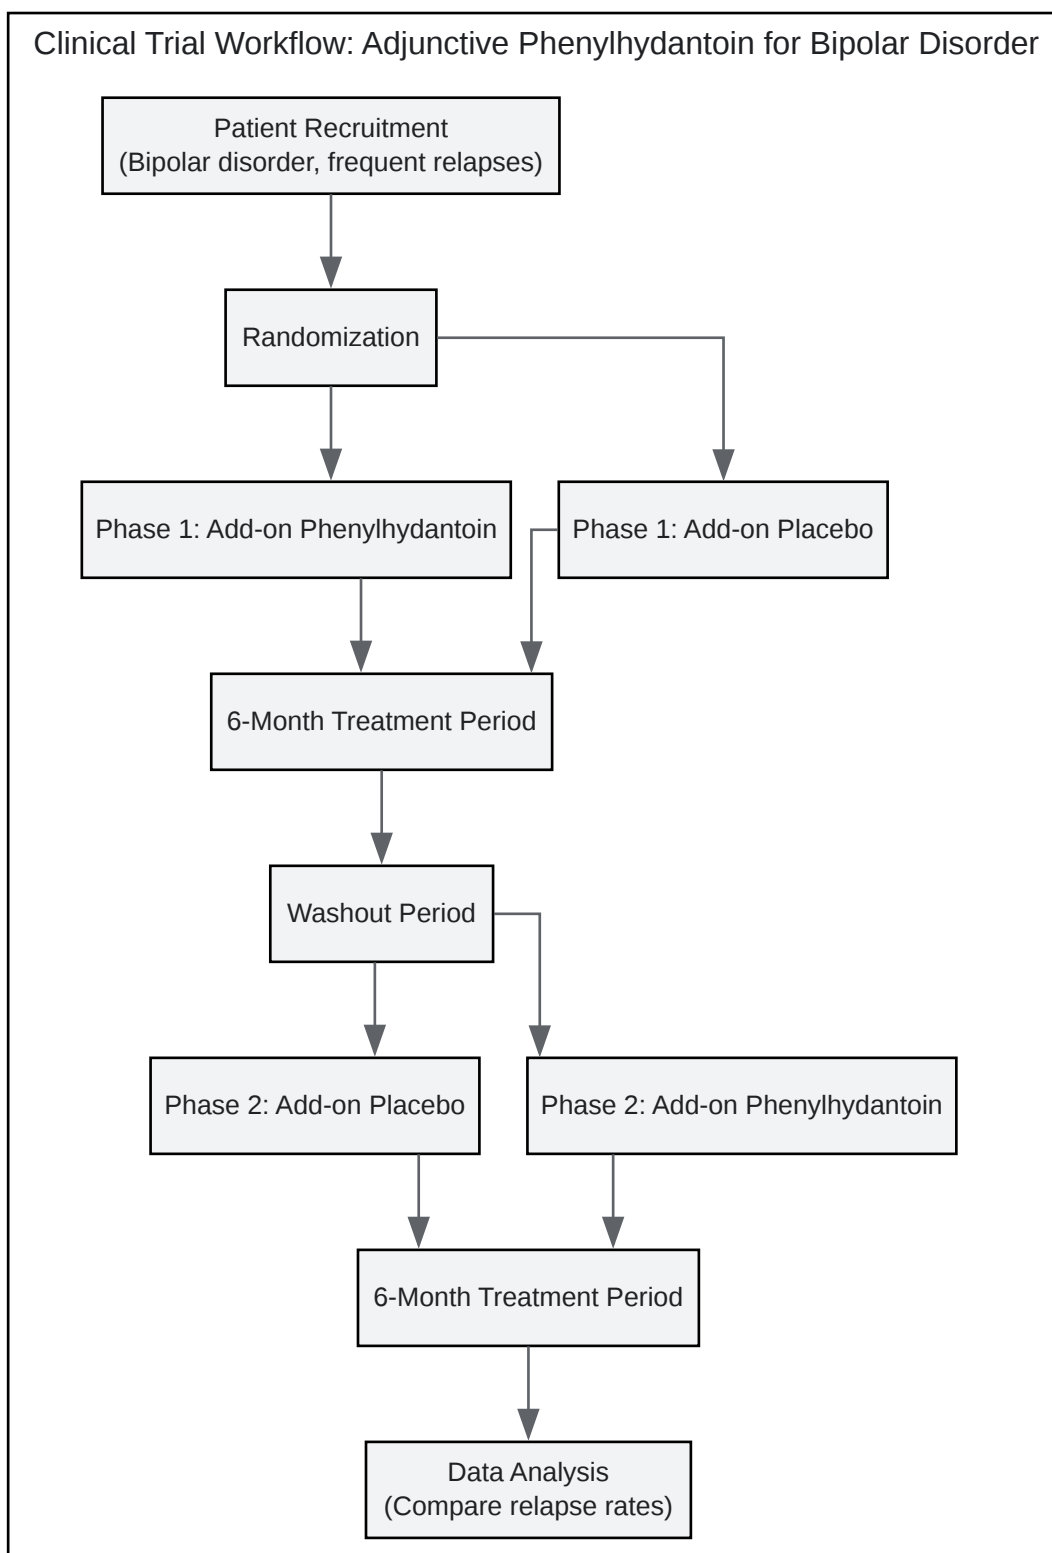 Clinical Trial Workflow: Adjunctive Phenylhydantoin for Bipolar Disorder
Patient Recruitment
(Bipolar disorder, frequent relapses)
Randomization
Phase 1: Add-on Phenylhydantoin
Phase 1: Add-on Placebo
6-Month Treatment Period
Washout Period
Phase 2: Add-on Placebo
Phase 2: Add-on Phenylhydantoin
6-Month Treatment Period
Data Analysis
(Compare relapse rates)